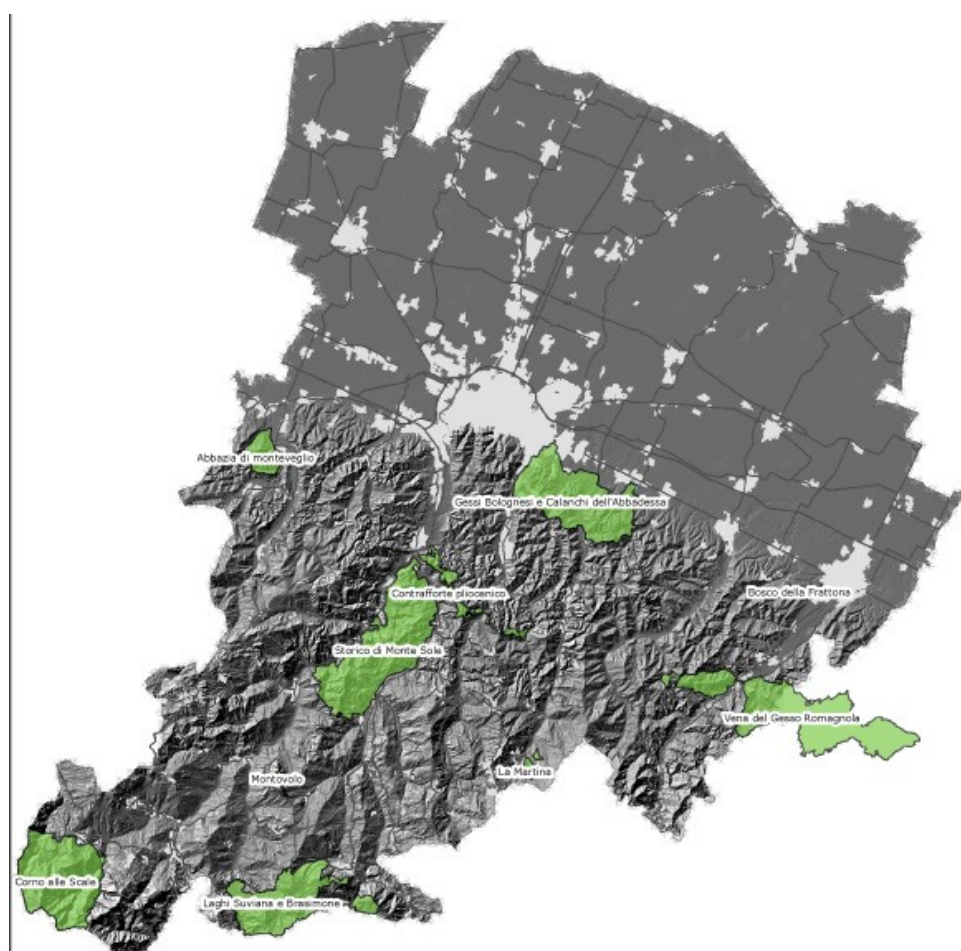 Abbazia di monteveglio
Gessi Bolognesi e Calanchi dell'Abbadessa
Contrafforte pliocenico
Bosco della Frattona
Storico di Monte Sole
Vena del Gesso Romagnola
La Martina
Montovolo
Corno alle Scale
Laghi Suviana e Brasimone